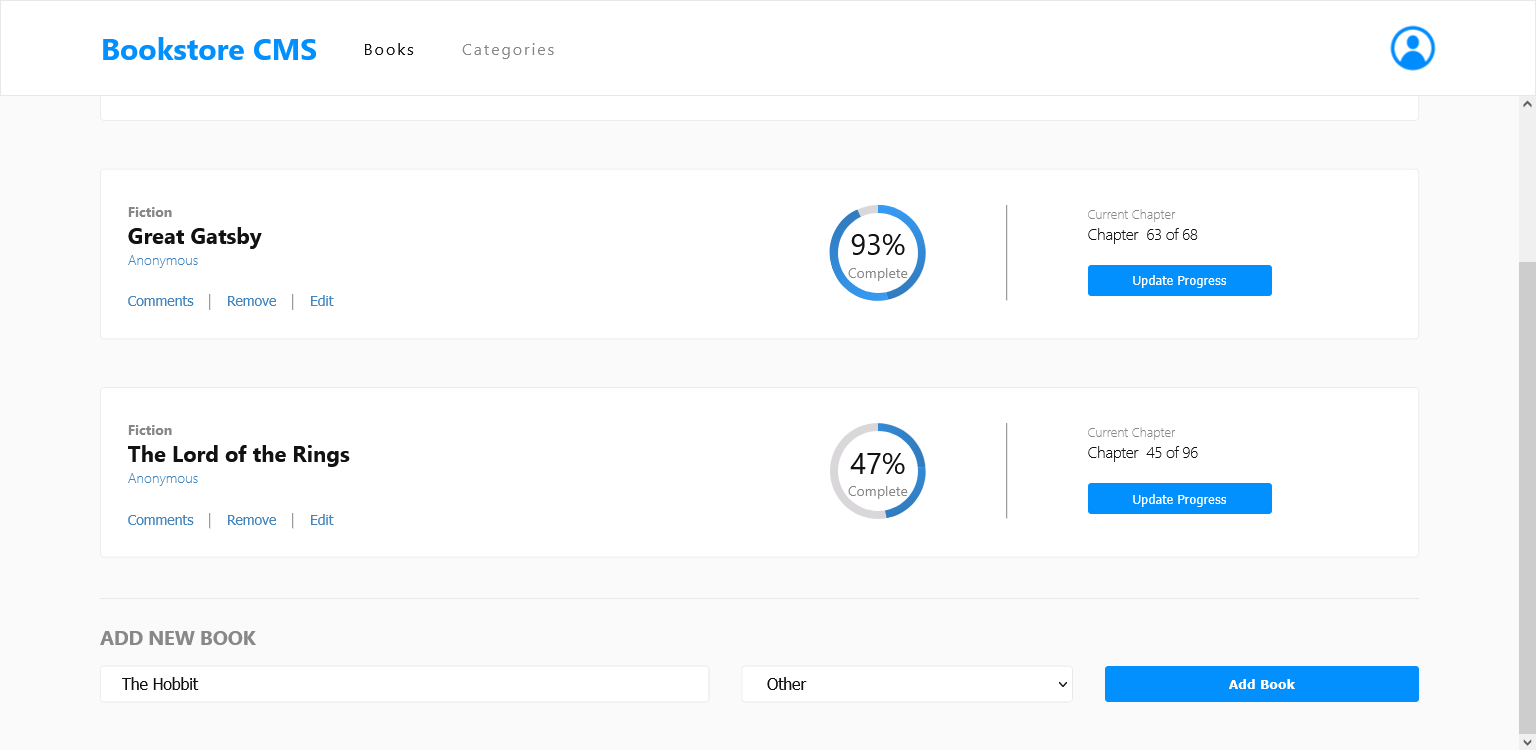 Bookstore CMS Books Categories
Fiction
Great Gatsby
Anonymous
Comments | Remove | Edit
93%
Complete
Current Chapter
Chapter 63 of 68
Update Progress
Fiction
The Lord of the Rings
Anonymous
Comments | Remove | Edit
47%
Complete
Current Chapter
Chapter 45 of 96
Update Progress
ADD NEW BOOK
The Hobbit Other Add Book